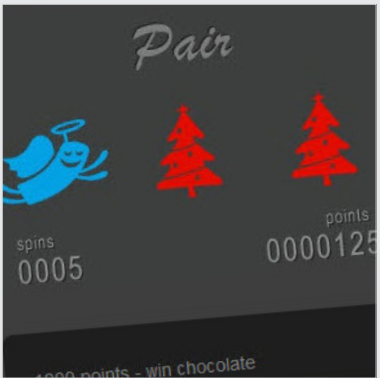 Pair
spins
points
0005
0000125
points - win chocolate